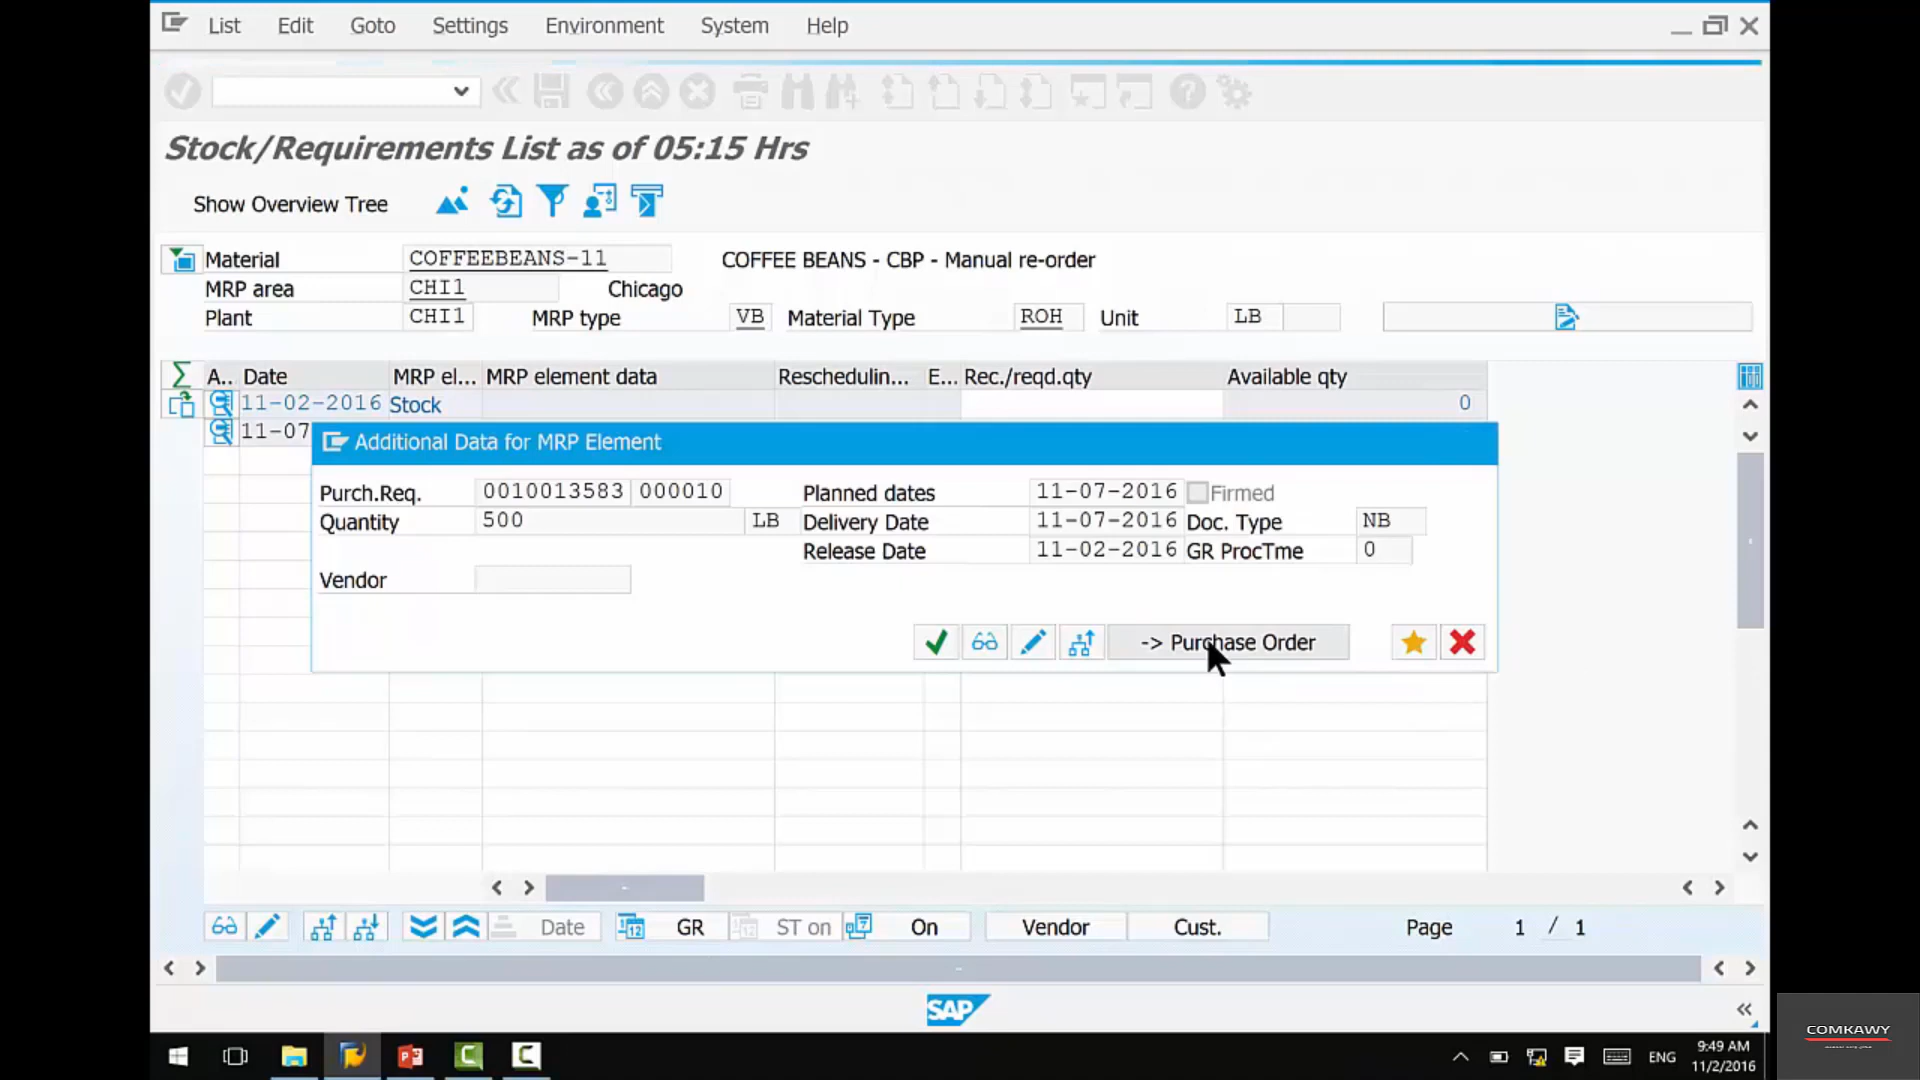 List Edit Goto Settings Environment System Help
Stock/Requirements List as of 05:15 Hrs
Show Overview Tree
Material COFFEEBEANS-11 COFFEE BEANS - CBP - Manual re-order
MRP area CHI1 Chicago
Plant CHI1 MRP type VB Material Type ROH Unit LB
A.. Date MRP el... MRP element data Reschedulin... E... Rec./reqd.qty Available qty
11-02-2016 Stock 0
11-07
Additional Data for MRP Element
Purch.Req. 0010013583 000010 Planned dates 11-07-2016 Firmed
Quantity 500 LB Delivery Date 11-07-2016 Doc. Type NB
Release Date 11-02-2016 GR ProcTme 0
Vendor
-> Purchase Order
Date GR ST on On Vendor Cust. Page 1 / 1
SAP
ENG 9:49 AM
11/2/2016
COMKAWY